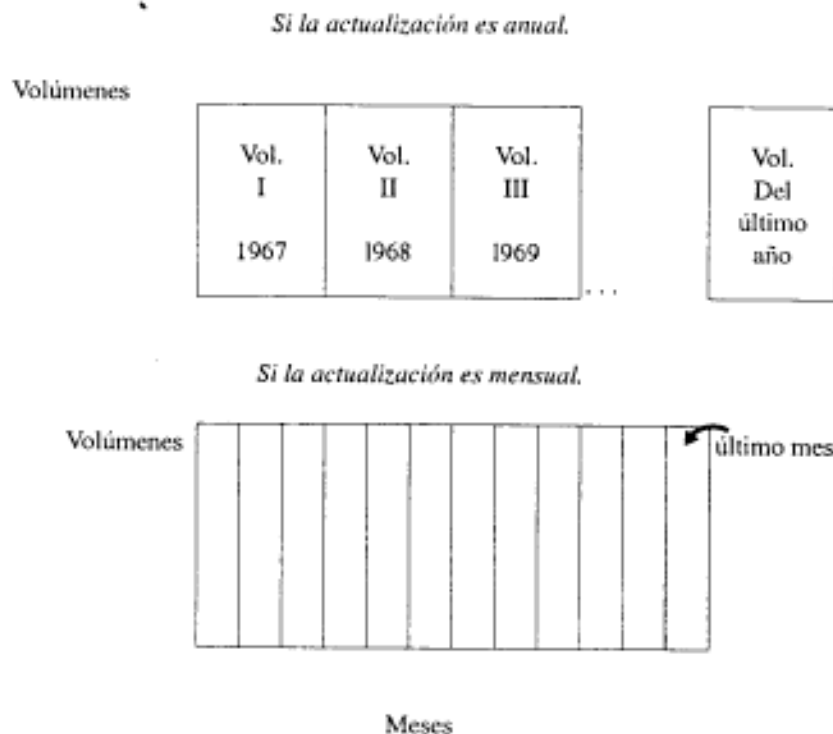 Si la actualización es anual.
Volúmenes
Vol.
I
1967
Vol.
II
1968
Vol.
III
1969
...
Vol.
Del
último
año
Si la actualización es mensual.
Volúmenes
último mes
Meses